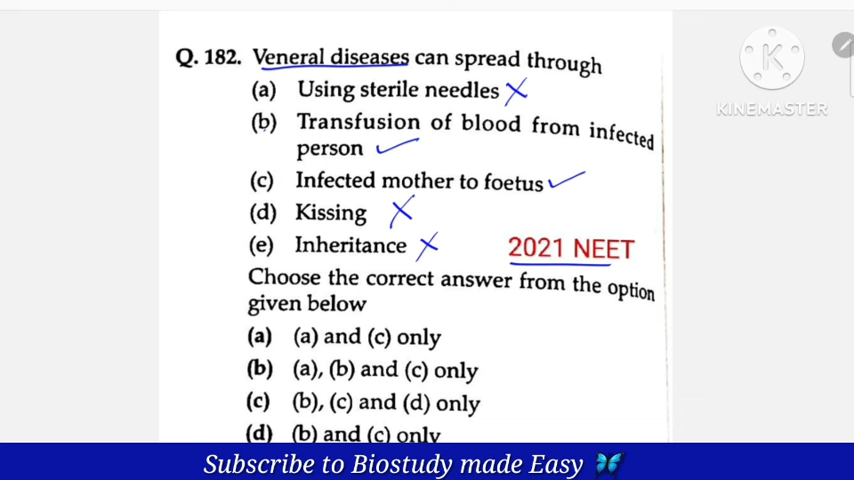 Q. 182. Veneral diseases can spread through
(a) Using sterile needles
(b) Transfusion of blood from infected
person
(c) Infected mother to foetus
(d) Kissing
(e) Inheritance
2021 NEET
Choose the correct answer from the option
given below
(a) (a) and (c) only
(b) (a), (b) and (c) only
(c) (b), (c) and (d) only
(d) (b) and (c) only
Subscribe to Biostudy made Easy 🦋
K
KINEMASTER